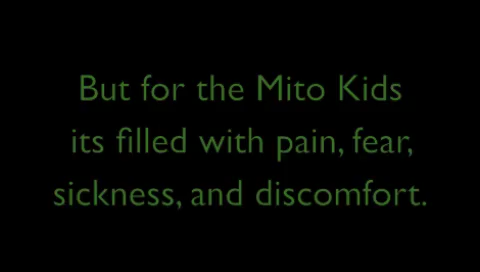 But for the Mito Kids
its filled with pain, fear,
sickness, and discomfort.